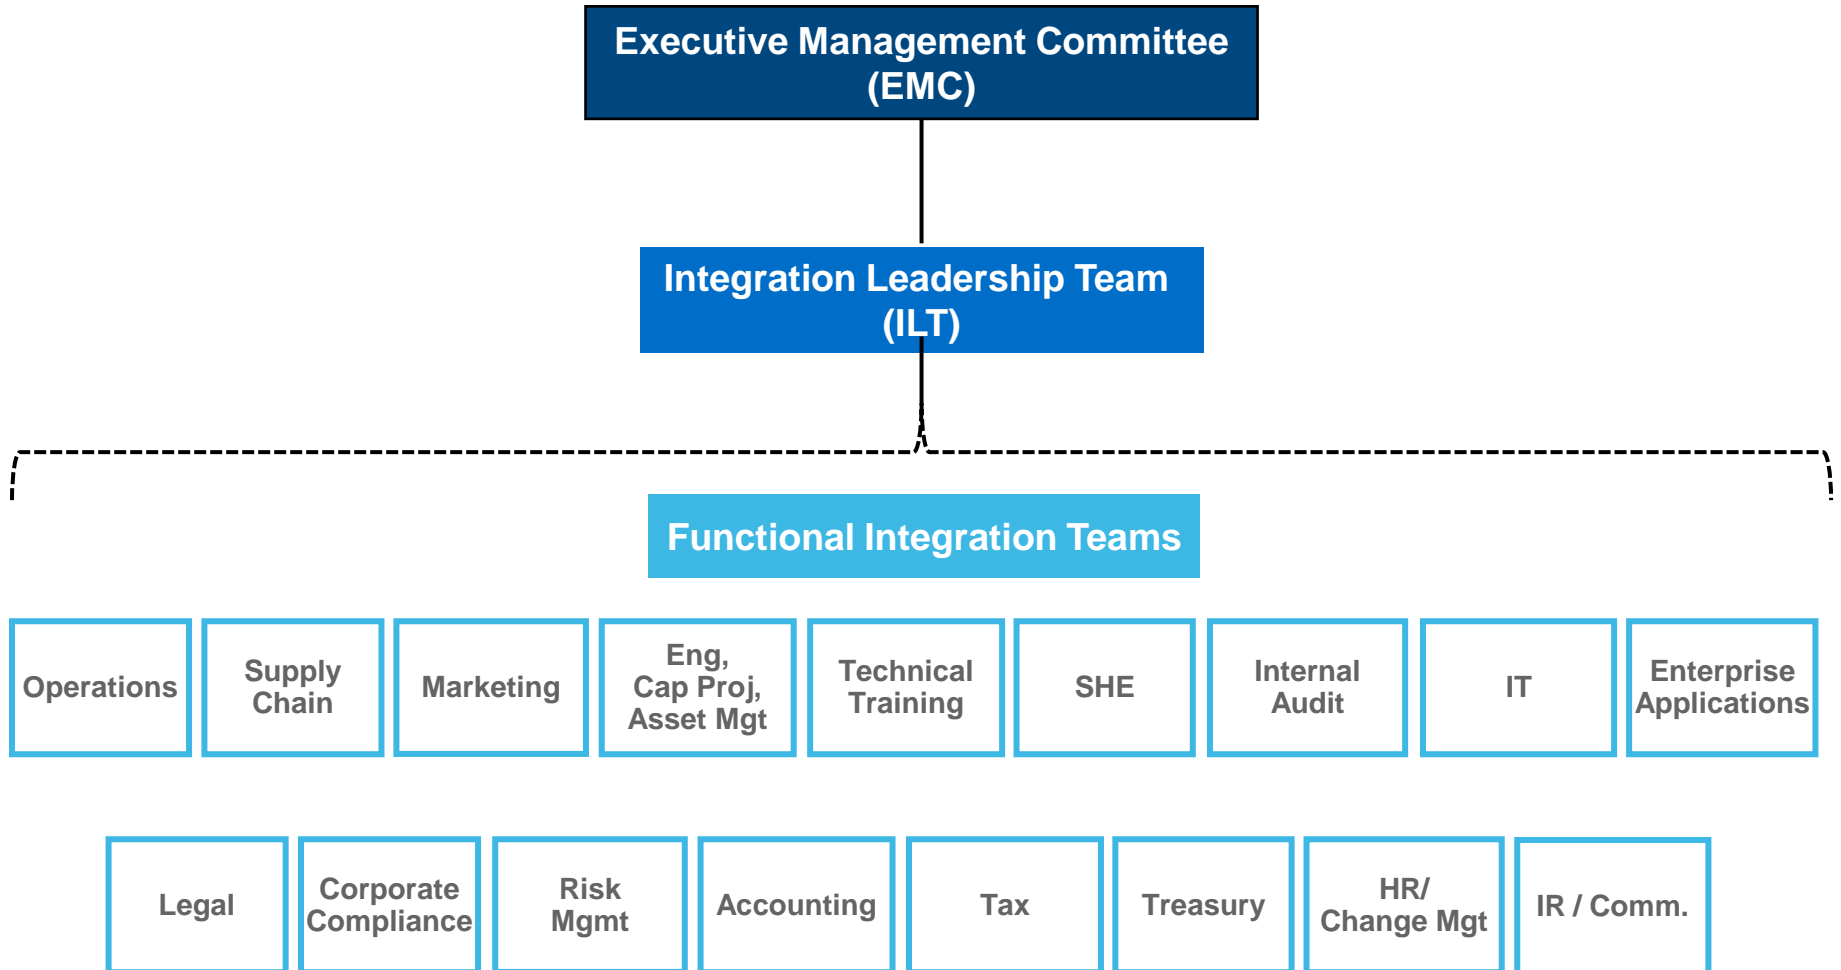 Executive Management Committee
(EMC)
Integration Leadership Team
(ILT)
Functional Integration Teams
Operations
Supply
Chain
Marketing
Eng,
Cap Proj,
Asset Mgt
Technical
Training
SHE
Internal
Audit
IT
Enterprise
Applications
Legal
Corporate
Compliance
Risk
Mgmt
Accounting
Tax
Treasury
HR/
Change Mgt
IR / Comm.